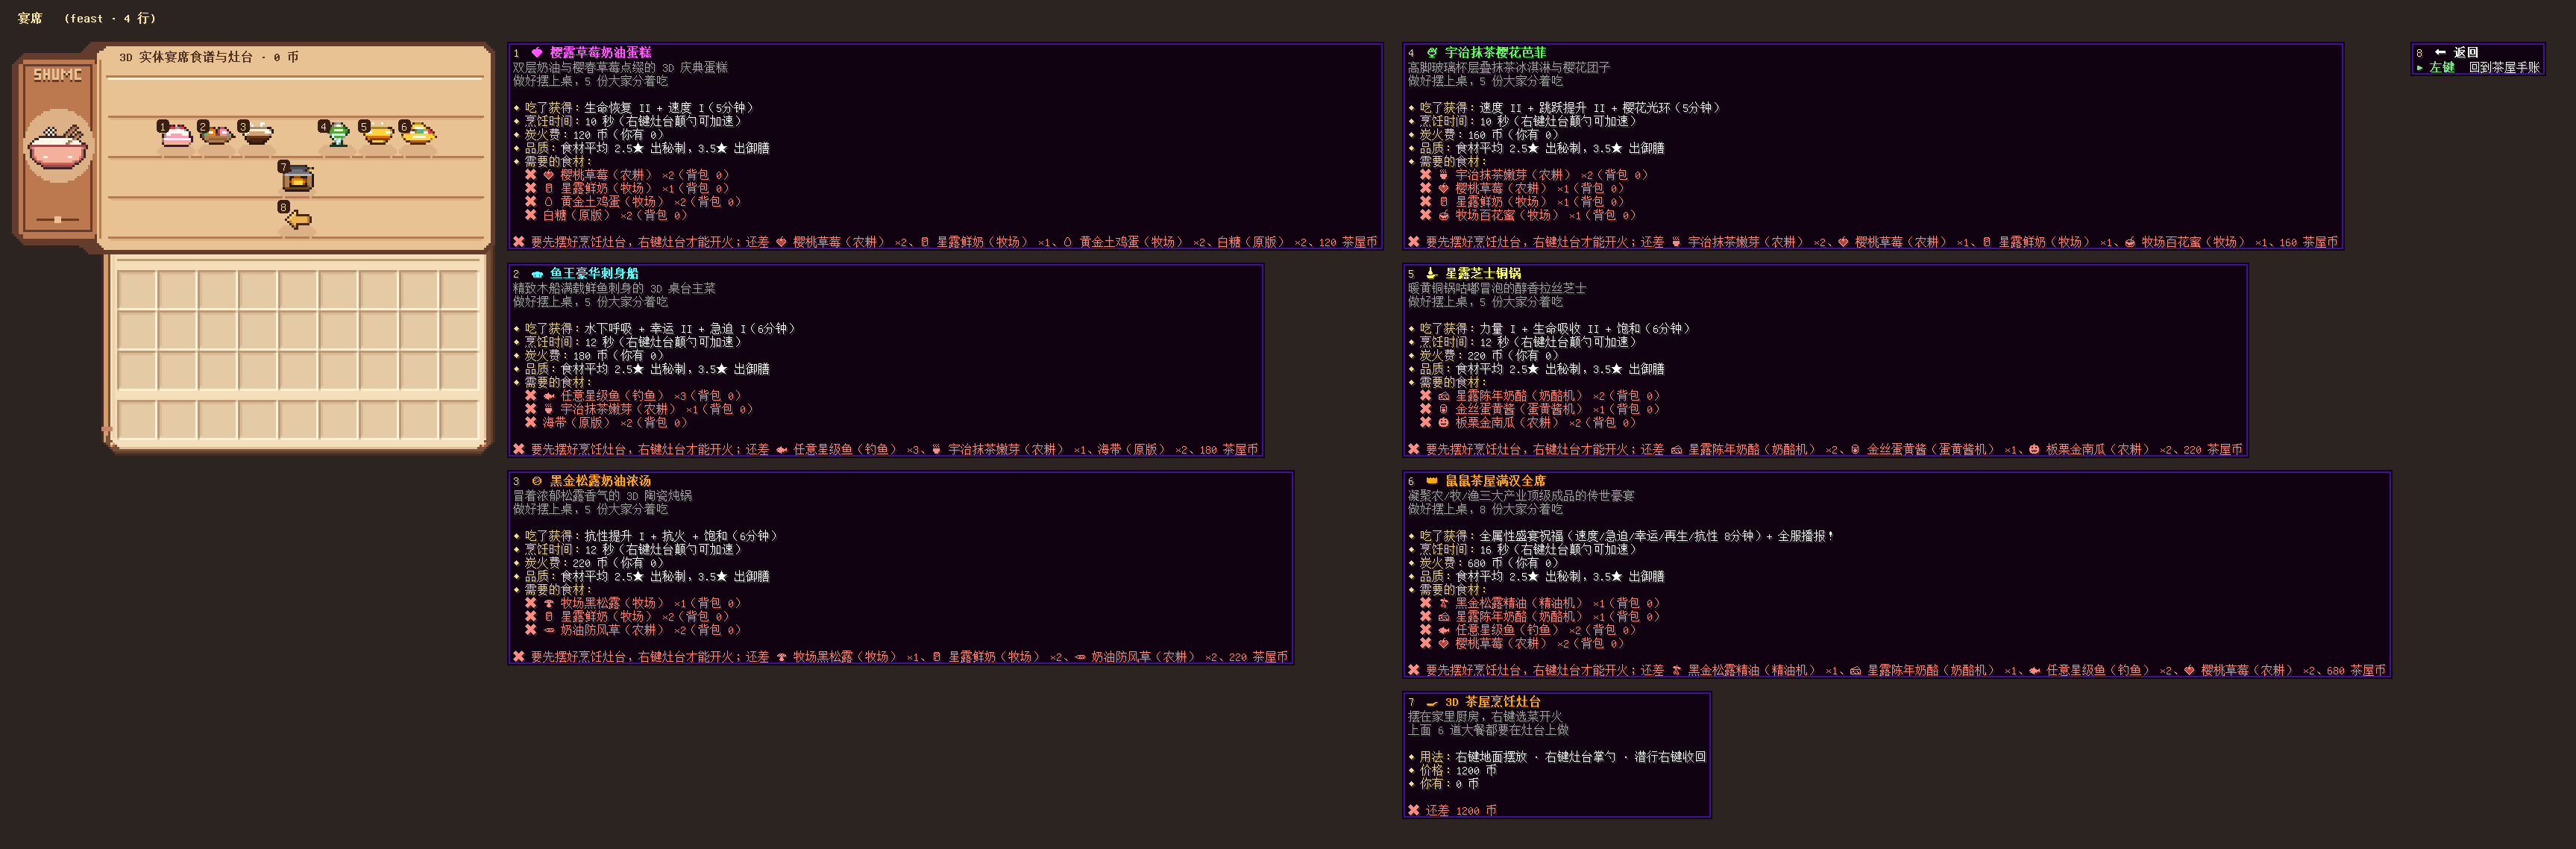 宴席 (feast · 4 行)
SHUMC
3D 实体宴席食谱与灶台 · 0 币
1
2
3
4
5
6
7
8
1 樱露草莓奶油蛋糕
双层奶油与樱春草莓点缀的 3D 庆典蛋糕
做好摆上桌，5 份大家分着吃
◆ 吃了获得：生命恢复 II + 速度 I（5分钟）
◆ 烹饪时间：10 秒（右键灶台颠勺可加速）
◆ 炭火费：120 币（你有 0）
◆ 品质：食材平均 2.5★ 出秘制，3.5★ 出御膳
◆ 需要的食材：
✖ 樱桃草莓（农耕） ×2（背包 0）
✖ 星露鲜奶（牧场） ×1（背包 0）
✖ 黄金土鸡蛋（牧场） ×2（背包 0）
✖ 白糖（原版） ×2（背包 0）
✖ 要先摆好烹饪灶台，右键灶台才能开火；还差 樱桃草莓（农耕） ×2、 星露鲜奶（牧场） ×1、 黄金土鸡蛋（牧场） ×2、白糖（原版） ×2、120 茶屋币
2 鱼王豪华刺身船
精致木船满载鲜鱼刺身的 3D 桌台主菜
做好摆上桌，5 份大家分着吃
◆ 吃了获得：水下呼吸 + 幸运 II + 急迫 I（6分钟）
◆ 烹饪时间：12 秒（右键灶台颠勺可加速）
◆ 炭火费：180 币（你有 0）
◆ 品质：食材平均 2.5★ 出秘制，3.5★ 出御膳
◆ 需要的食材：
✖ 任意星级鱼（钓鱼） ×3（背包 0）
✖ 宇治抹茶嫩芽（农耕） ×1（背包 0）
✖ 海带（原版） ×2（背包 0）
✖ 要先摆好烹饪灶台，右键灶台才能开火；还差 任意星级鱼（钓鱼） ×3、 宇治抹茶嫩芽（农耕） ×1、海带（原版） ×2、180 茶屋币
3 黑金松露奶油浓汤
冒着浓郁松露香气的 3D 陶瓷炖锅
做好摆上桌，5 份大家分着吃
◆ 吃了获得：抗性提升 I + 抗火 + 饱和（6分钟）
◆ 烹饪时间：12 秒（右键灶台颠勺可加速）
◆ 炭火费：220 币（你有 0）
◆ 品质：食材平均 2.5★ 出秘制，3.5★ 出御膳
◆ 需要的食材：
✖ 牧场黑松露（牧场） ×1（背包 0）
✖ 星露鲜奶（牧场） ×2（背包 0）
✖ 奶油防风草（农耕） ×2（背包 0）
✖ 要先摆好烹饪灶台，右键灶台才能开火；还差 牧场黑松露（牧场） ×1、 星露鲜奶（牧场） ×2、 奶油防风草（农耕） ×2、220 茶屋币
4 宇治抹茶樱花芭菲
高脚玻璃杯层叠抹茶冰淇淋与樱花团子
做好摆上桌，5 份大家分着吃
◆ 吃了获得：速度 II + 跳跃提升 II + 樱花光环（5分钟）
◆ 烹饪时间：10 秒（右键灶台颠勺可加速）
◆ 炭火费：160 币（你有 0）
◆ 品质：食材平均 2.5★ 出秘制，3.5★ 出御膳
◆ 需要的食材：
✖ 宇治抹茶嫩芽（农耕） ×2（背包 0）
✖ 樱桃草莓（农耕） ×1（背包 0）
✖ 星露鲜奶（牧场） ×1（背包 0）
✖ 牧场百花蜜（牧场） ×1（背包 0）
✖ 要先摆好烹饪灶台，右键灶台才能开火；还差 宇治抹茶嫩芽（农耕） ×2、 樱桃草莓（农耕） ×1、 星露鲜奶（牧场） ×1、 牧场百花蜜（牧场） ×1、160 茶屋币
5 星露芝士铜锅
暖黄铜锅咕嘟冒泡的醇香拉丝芝士
做好摆上桌，5 份大家分着吃
◆ 吃了获得：力量 I + 生命吸收 II + 饱和（6分钟）
◆ 烹饪时间：12 秒（右键灶台颠勺可加速）
◆ 炭火费：220 币（你有 0）
◆ 品质：食材平均 2.5★ 出秘制，3.5★ 出御膳
◆ 需要的食材：
✖ 星露陈年奶酪（奶酪机） ×2（背包 0）
✖ 金丝蛋黄酱（蛋黄酱机） ×1（背包 0）
✖ 板栗金南瓜（农耕） ×2（背包 0）
✖ 要先摆好烹饪灶台，右键灶台才能开火；还差 星露陈年奶酪（奶酪机） ×2、 金丝蛋黄酱（蛋黄酱机） ×1、 板栗金南瓜（农耕） ×2、220 茶屋币
6 鼠鼠茶屋满汉全席
凝聚农/牧/渔三大产业顶级成品的传世豪宴
做好摆上桌，8 份大家分着吃
◆ 吃了获得：全属性盛宴祝福（速度/急迫/幸运/再生/抗性 8分钟）+ 全服播报！
◆ 烹饪时间：16 秒（右键灶台颠勺可加速）
◆ 炭火费：680 币（你有 0）
◆ 品质：食材平均 2.5★ 出秘制，3.5★ 出御膳
◆ 需要的食材：
✖ 黑金松露精油（精油机） ×1（背包 0）
✖ 星露陈年奶酪（奶酪机） ×1（背包 0）
✖ 任意星级鱼（钓鱼） ×2（背包 0）
✖ 樱桃草莓（农耕） ×2（背包 0）
✖ 要先摆好烹饪灶台，右键灶台才能开火；还差 黑金松露精油（精油机） ×1、 星露陈年奶酪（奶酪机） ×1、 任意星级鱼（钓鱼） ×2、 樱桃草莓（农耕） ×2、680 茶屋币
7 3D 茶屋烹饪灶台
摆在家里厨房，右键选菜开火
上面 6 道大餐都要在灶台上做
◆ 用法：右键地面摆放 · 右键灶台掌勺 · 潜行右键收回
◆ 价格：1200 币
◆ 你有：0 币
✖ 还差 1200 币
8 ⬅ 返回
▶ 左键 回到茶屋手账